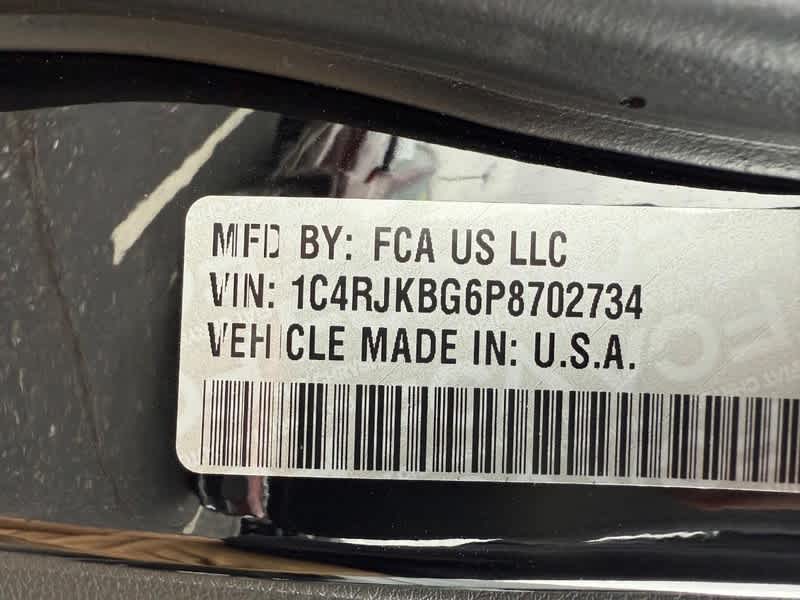 MFD BY: FCA US LLC
VIN: 1C4RJKBG6P8702734
VEHICLE MADE IN: U.S.A.